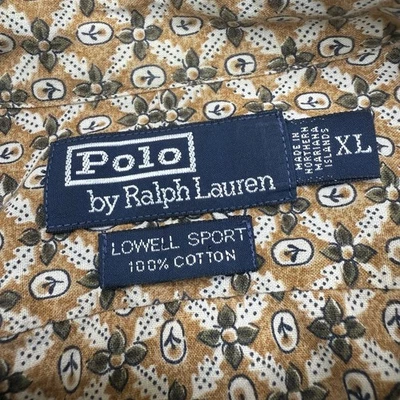 Polo
by Ralph Lauren
MADE IN
NORTHERN
MARIANA
ISLANDS
XL
LOWELL SPORT
100% COTTON